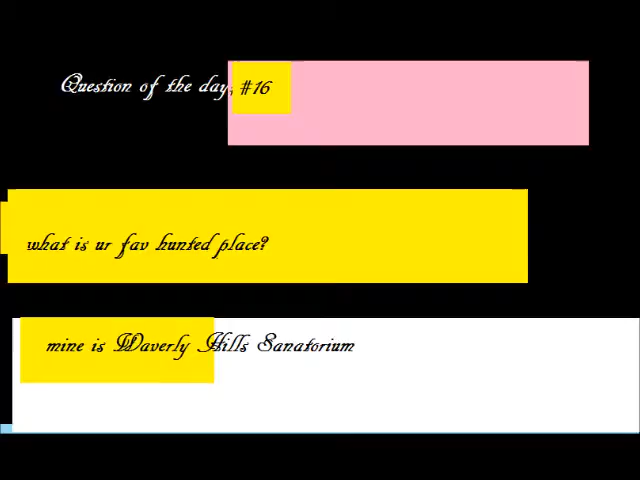 Question of the day, #16
what is ur fav hunted place?
mine is Waverly Hills Sanatorium